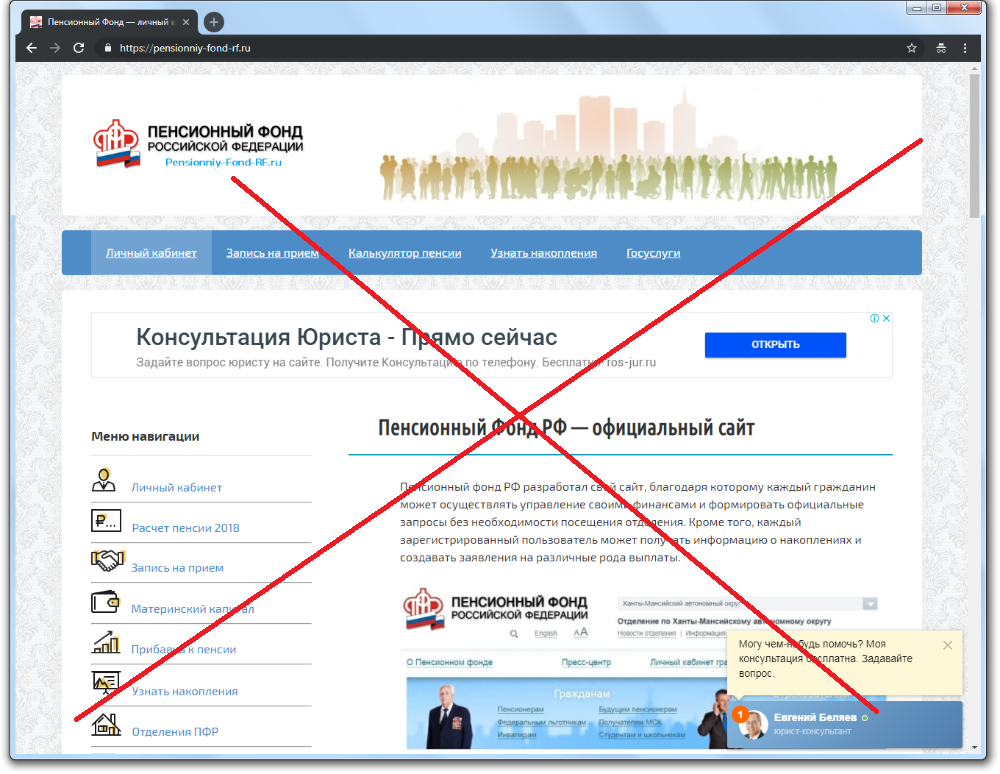 Пенсионный Фонд — личный к
https://pensionniy-fond-rf.ru
ПЕНСИОННЫЙ ФОНД
РОССИЙСКОЙ ФЕДЕРАЦИИ
Pensionniy-Fond-RF.ru
Личный кабинет Запись на прием Калькулятор пенсии Узнать накопления Госуслуги
Консультация Юриста - Прямо сейчас
Задайте вопрос юристу на сайте. Получите Консультацию по телефону. Бесплатно! ros-jur.ru
ОТКРЫТЬ
Меню навигации
Личный кабинет
Расчет пенсии 2018
Запись на прием
Материнский капитал
Прибавка к пенсии
Узнать накопления
Отделения ПФР
Пенсионный Фонд РФ — официальный сайт
Пенсионный фонд РФ разработал свой сайт, благодаря которому каждый гражданин
может осуществлять управление своими финансами и формировать официальные
запросы без необходимости посещения отделения. Кроме того, каждый
зарегистрированный пользователь может получать информацию о накоплениях и
создавать заявления на различные рода выплаты.
ПЕНСИОННЫЙ ФОНД
РОССИЙСКОЙ ФЕДЕРАЦИИ
English АА
Ханты-Мансийский автономный округ
Отделение по Ханты-Мансийскому автономному округу
Новости отделения | Информация
О Пенсионном фонде Пресс-центр Личный кабинет гра
Гражданам
Пенсионерам Будущим пенсионерам
Федеральным льготникам Получателям МСК
Инвалидам Студентам и школьникам
Могу чем-нибудь помочь? Моя
консультация бесплатна. Задавайте
вопрос.
1
Евгений Беляев
юрист-консультант